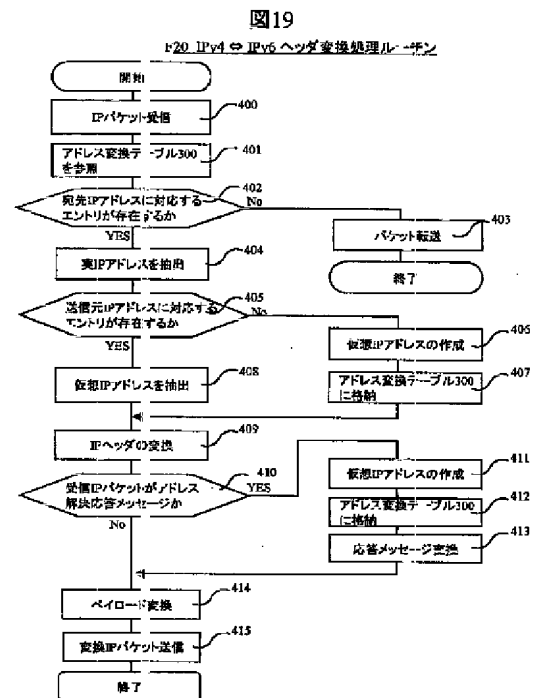 図19
F20 IPv4 ⇔ IPv6 ヘッダ変換処理ルーチン
開始
IPパケット受信
400
アドレス変換テーブル300
を参照
401
宛先IPアドレスに対応する
エントリが存在するか
402
No
YES
パケット転送
403
終了
実IPアドレスを抽出
404
送信元IPアドレスに対応する
エントリが存在するか
405
No
YES
仮想IPアドレスの作成
406
アドレス変換テーブル300
に格納
407
仮想IPアドレスを抽出
408
IPヘッダの変換
409
受信IPパケットがアドレス
解決応答メッセージか
410
YES
No
仮想IPアドレスの作成
411
アドレス変換テーブル300
に格納
412
応答メッセージ変換
413
ペイロード変換
414
変換IPパケット送信
415
終了